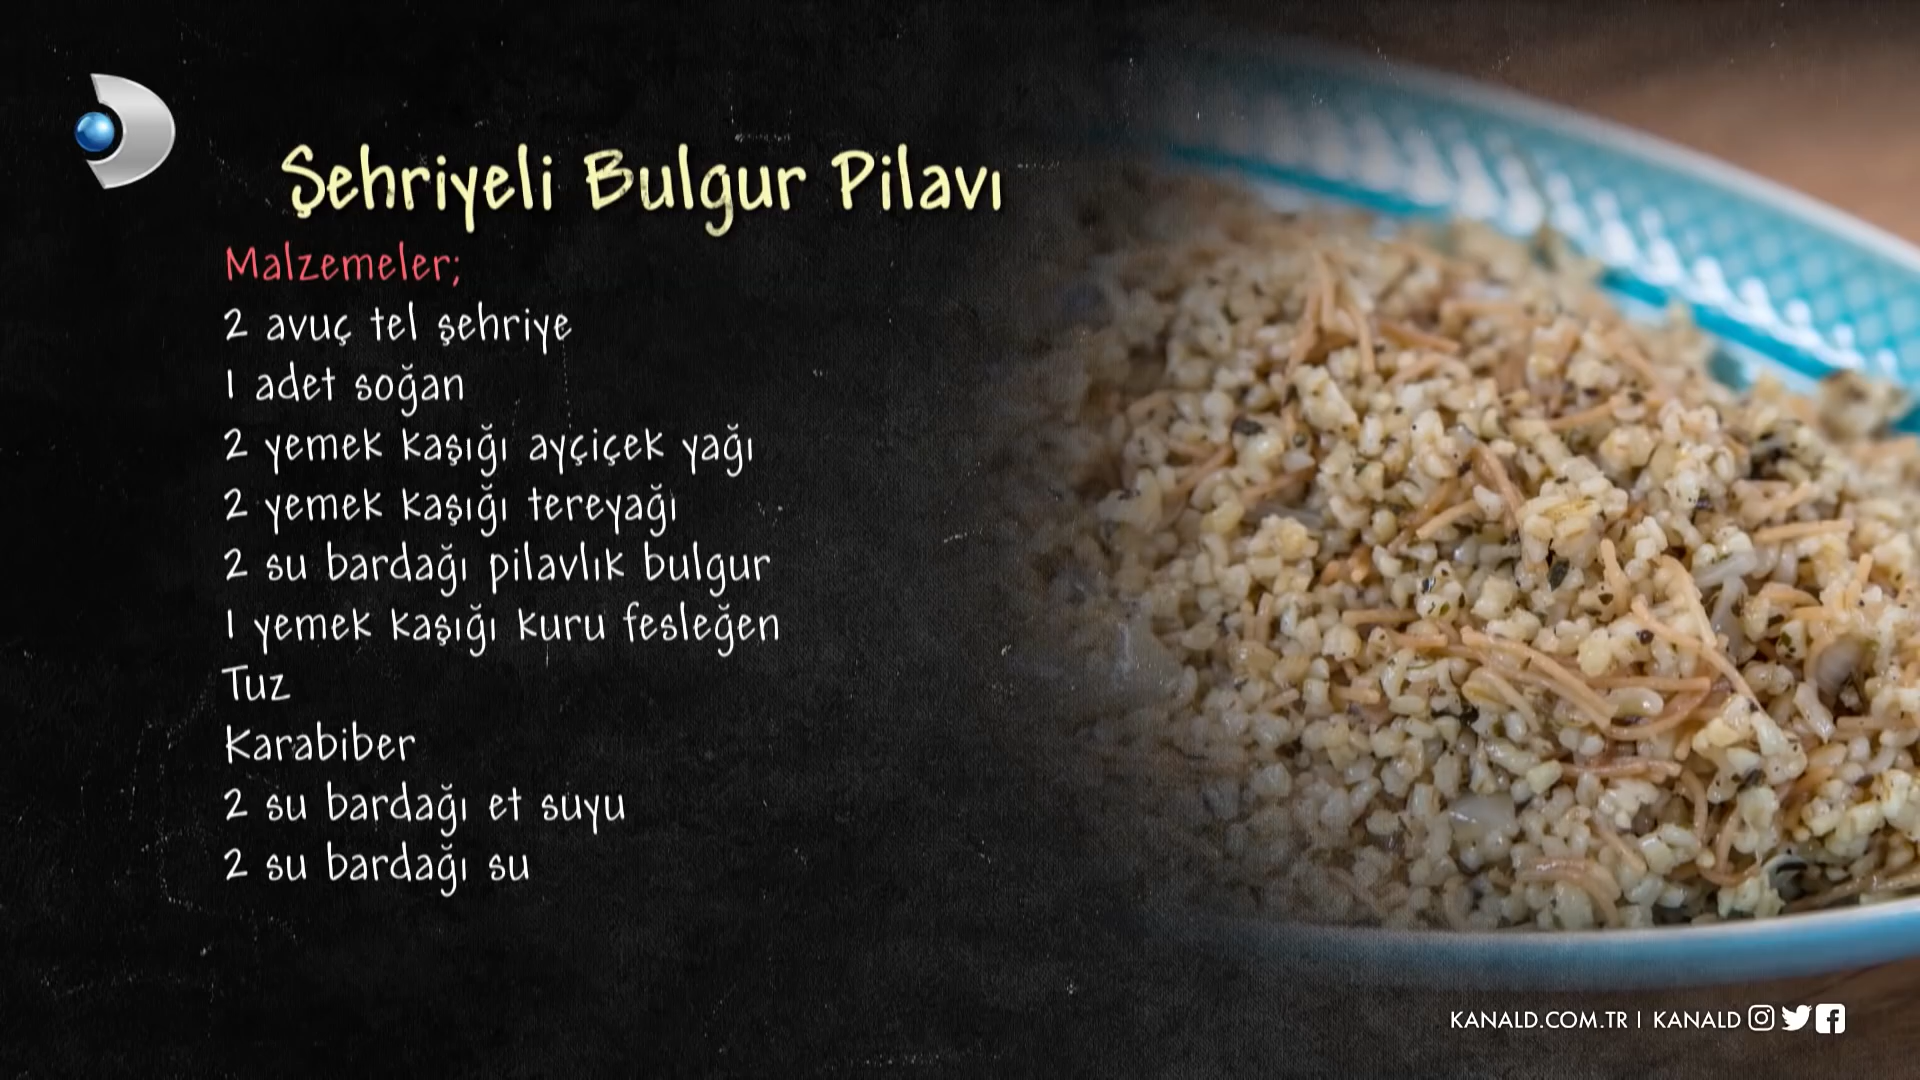 Şehriyeli Bulgur Pilavı
Malzemeler;
2 avuç tel şehriye
1 adet soğan
2 yemek kaşığı ayçiçek yağı
2 yemek kaşığı tereyağı
2 su bardağı pilavlık bulgur
1 yemek kaşığı kuru fesleğen
Tuz
Karabiber
2 su bardağı et suyu
2 su bardağı su
KANALD.COM.TR | KANALD